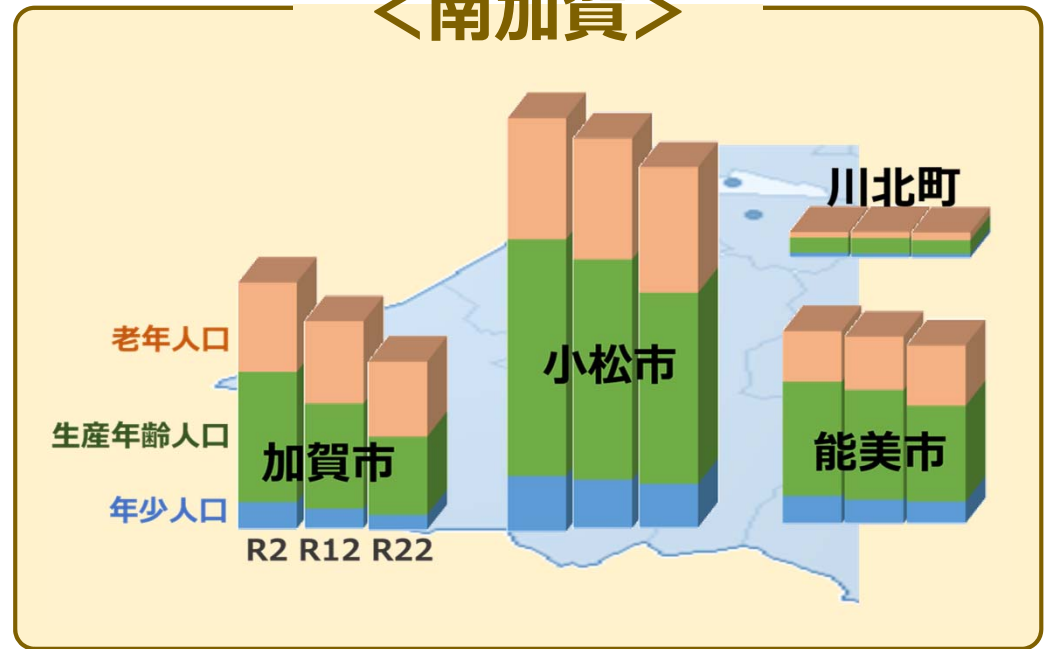 ＜南加賀＞
川北町
老年人口
小松市
生産年齢人口
加賀市
能美市
年少人口
R2 R12 R22